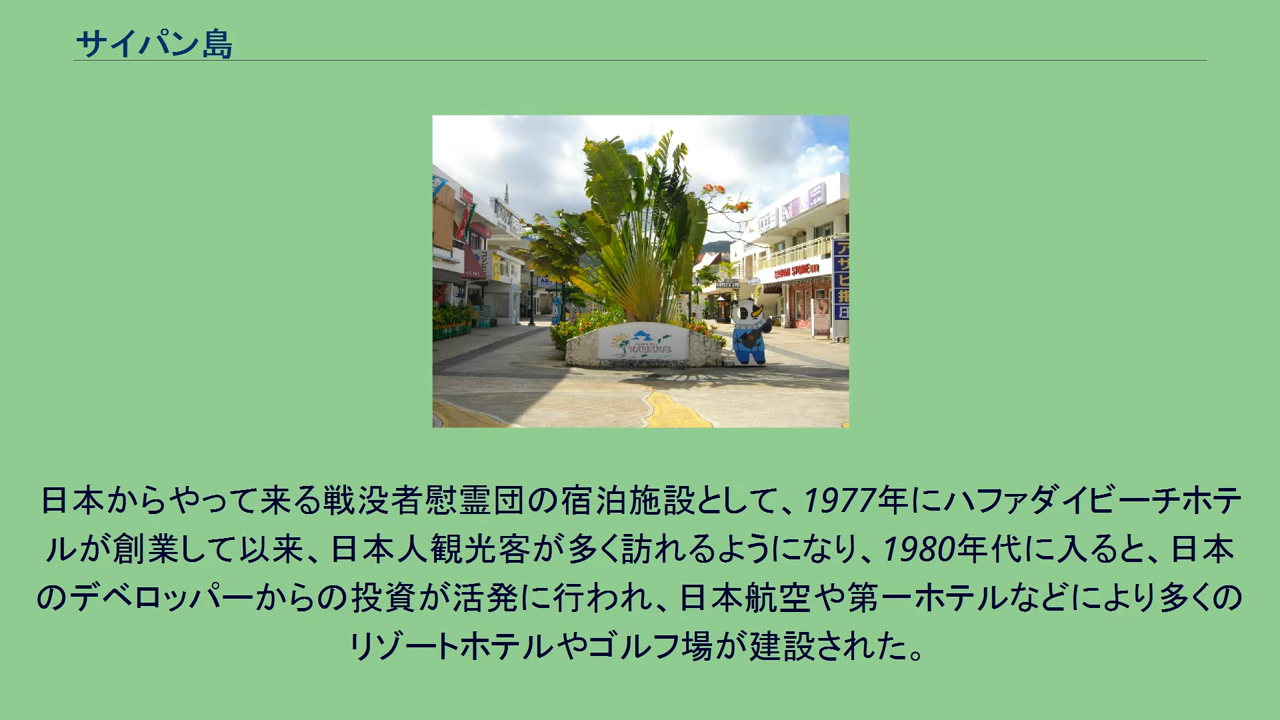 サイパン島
アサヒ指圧
日本からやって来る戦没者慰霊団の宿泊施設として、1977年にハファダイビーチホテ
ルが創業して以来、日本人観光客が多く訪れるようになり、1980年代に入ると、日本
のデベロッパーからの投資が活発に行われ、日本航空や第一ホテルなどにより多くの
リゾートホテルやゴルフ場が建設された。